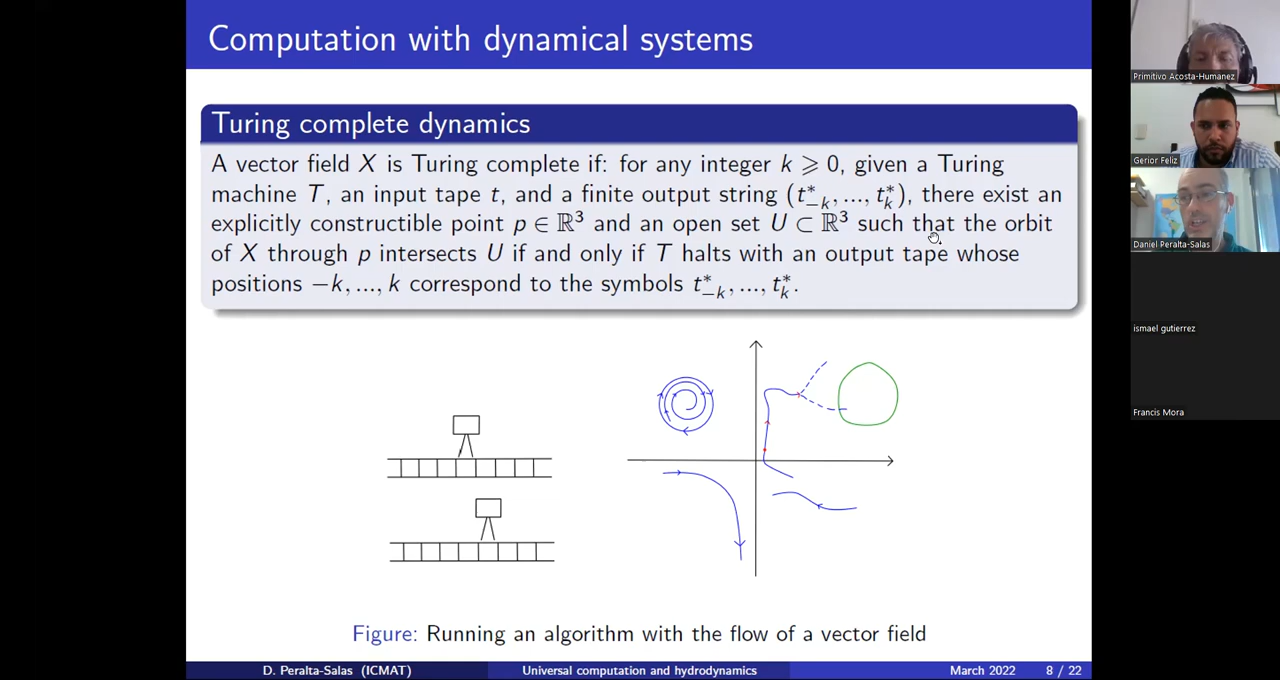 Computation with dynamical systems
Turing complete dynamics
A vector field X is Turing complete if: for any integer k ⩾ 0, given a Turing
machine T, an input tape t, and a finite output string (t*₋ₖ, ..., t*ₖ), there exist an
explicitly constructible point p ∈ ℝ³ and an open set U ⊂ ℝ³ such that the orbit
of X through p intersects U if and only if T halts with an output tape whose
positions −k, ..., k correspond to the symbols t*₋ₖ, ..., t*ₖ.
Figure: Running an algorithm with the flow of a vector field
D. Peralta-Salas (ICMAT)
Universal computation and hydrodynamics
March 2022
8 / 22
Primitivo Acosta-Humanez
Gerior Feliz
Daniel Peralta-Salas
ismael gutierrez
Francis Mora